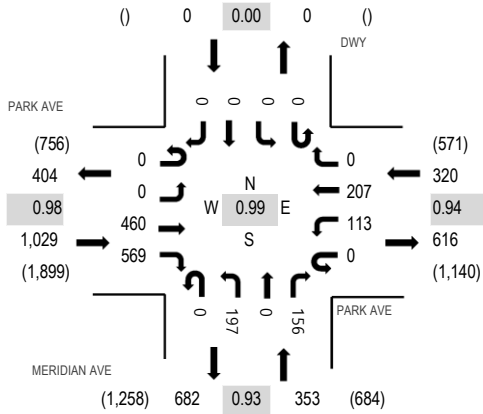 () 0 0.00 0 ()
DWY
0 0 0 0
PARK AVE
(756) (571)
404 0 0 320
0 N 207
0.98 W 0.99 E 0.94
460 S 113
1,029 616
569 0
(1,899) (1,140)
0 197 0 156
PARK AVE
MERIDIAN AVE
(1,258) 682 0.93 353 (684)